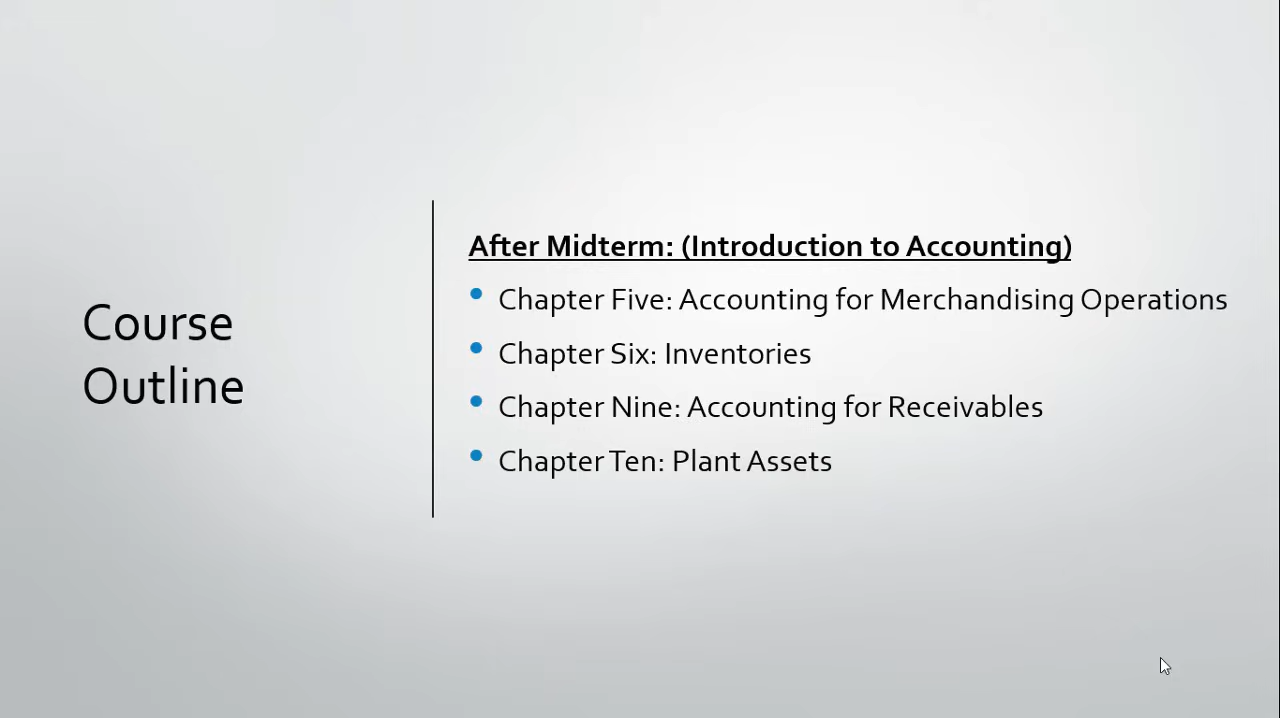 Course
Outline
After Midterm: (Introduction to Accounting)
• Chapter Five: Accounting for Merchandising Operations
• Chapter Six: Inventories
• Chapter Nine: Accounting for Receivables
• Chapter Ten: Plant Assets